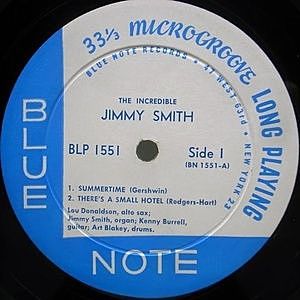 33⅓ MICROGROOVE LONG PLAYING
BLUE NOTE RECORDS • 47 WEST 63rd • NEW YORK 23
THE INCREDIBLE
JIMMY SMITH
BLP 1551
Side 1
(BN 1551-A)
1. SUMMERTIME (Gershwin)
2. THERE'S A SMALL HOTEL (Rodgers-Hart)
Lou Donaldson, alto sax;
Jimmy Smith, organ; Kenny Burrell,
guitar; Art Blakey, drums.
BLUE
NOTE